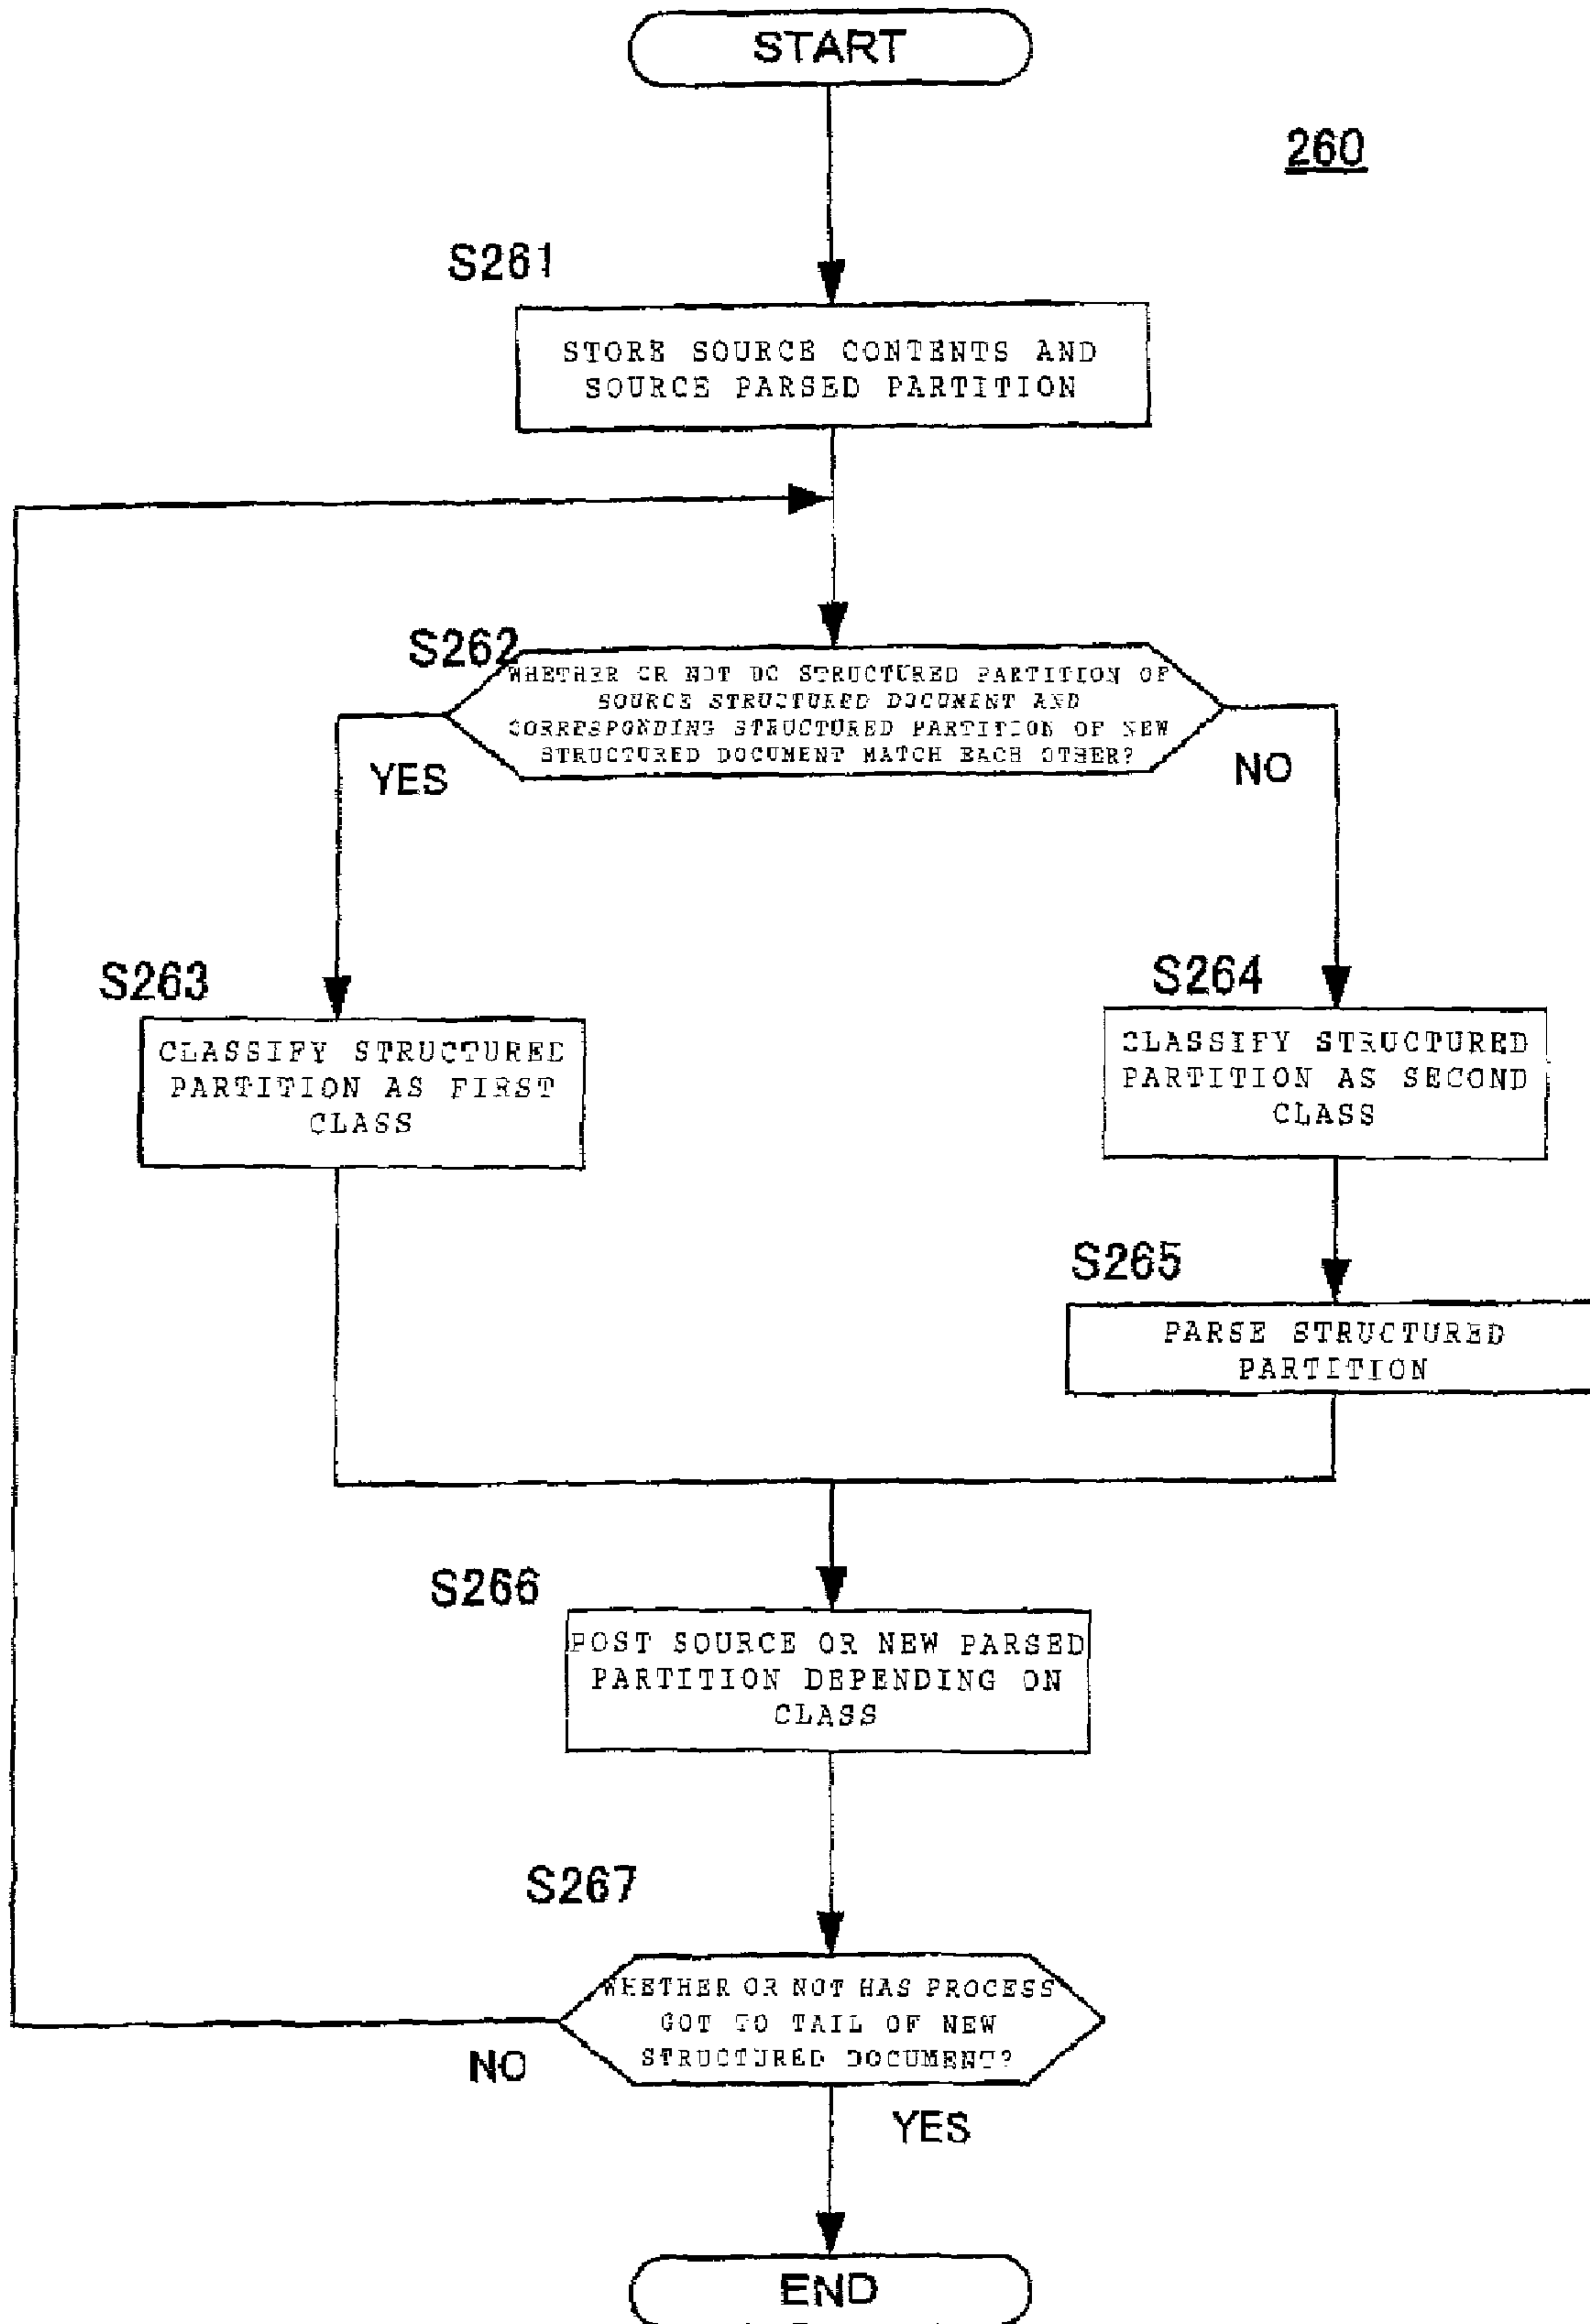 START
260
S261
STORE SOURCE CONTENTS AND
SOURCE PARSED PARTITION
S262
WHETHER OR NOT DO STRUCTURED PARTITION OF
SOURCE STRUCTURED DOCUMENT AND
CORRESPONDING STRUCTURED PARTITION OF NEW
STRUCTURED DOCUMENT MATCH EACH OTHER?
YES
NO
S263
CLASSIFY STRUCTURED
PARTITION AS FIRST
CLASS
S264
CLASSIFY STRUCTURED
PARTITION AS SECOND
CLASS
S265
PARSE STRUCTURED
PARTITION
S266
POST SOURCE OR NEW PARSED
PARTITION DEPENDING ON
CLASS
S267
WHETHER OR NOT HAS PROCESS
GOT TO TAIL OF NEW
STRUCTURED DOCUMENT?
NO
YES
END